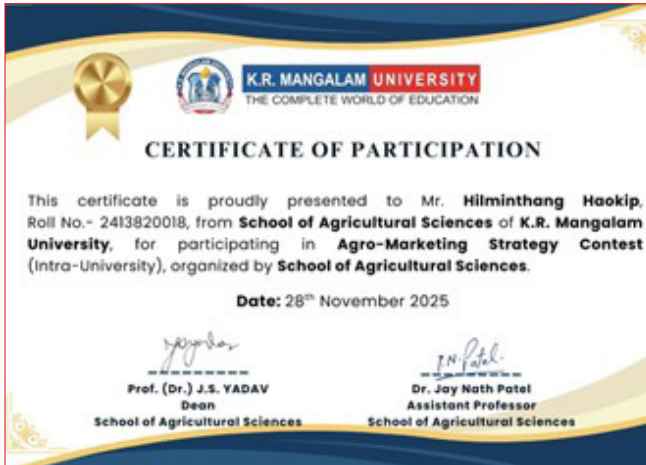 K.R. MANGALAM UNIVERSITY
THE COMPLETE WORLD OF EDUCATION
CERTIFICATE OF PARTICIPATION
This certificate is proudly presented to Mr. Hilminthang Haokip,
Roll No.- 2413820018, from School of Agricultural Sciences of K.R. Mangalam
University, for participating in Agro-Marketing Strategy Contest
(Intra-University), organized by School of Agricultural Sciences.
Date: 28th November 2025
J.N. Patel
Prof. (Dr.) J.S. YADAV
Dr. Jay Nath Patel
Dean
Assistant Professor
School of Agricultural Sciences
School of Agricultural Sciences